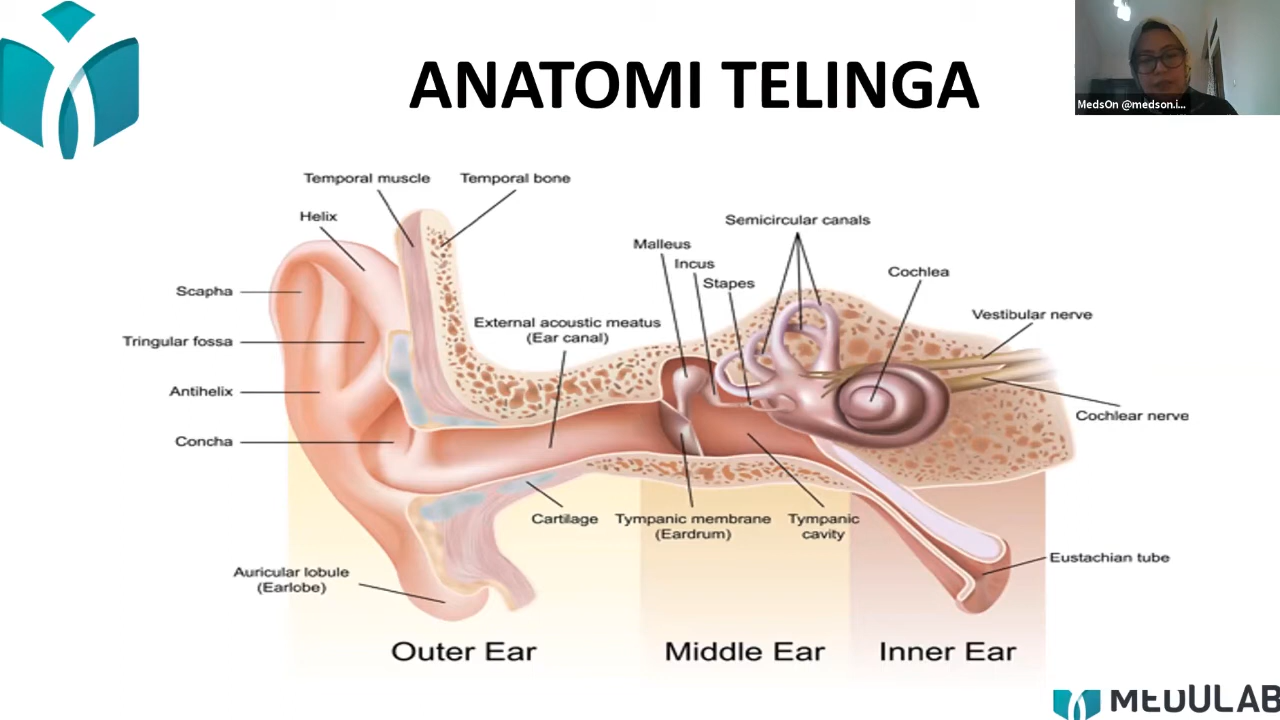 ANATOMI TELINGA
MedsOn @medson.i...
Temporal muscle
Temporal bone
Helix
Semicircular canals
Malleus
Incus
Stapes
Cochlea
Scapha
Vestibular nerve
External acoustic meatus
(Ear canal)
Tringular fossa
Antihelix
Cochlear nerve
Concha
Cartilage
Tympanic membrane
(Eardrum)
Tympanic
cavity
Eustachian tube
Auricular lobule
(Earlobe)
Outer Ear
Middle Ear
Inner Ear
MEDULAB